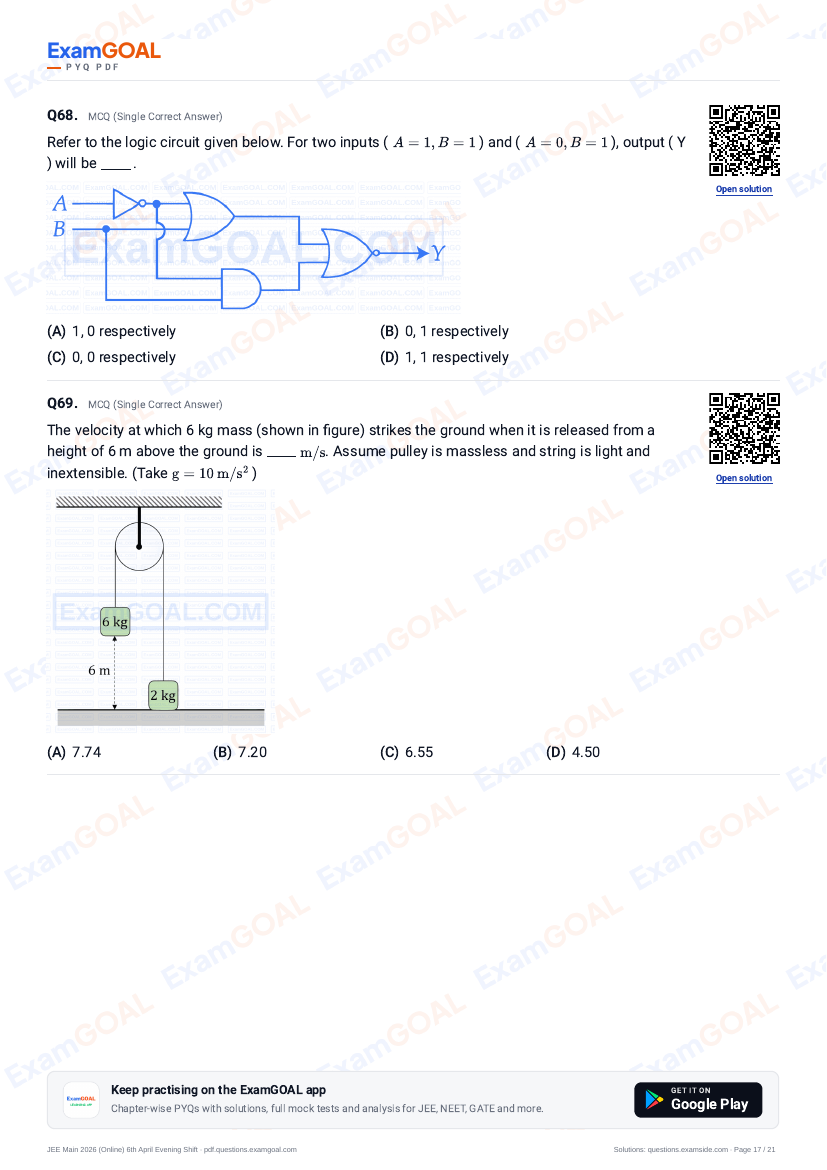 ExamGOAL
PYQ PDF
Q68. MCQ (Single Correct Answer)
Refer to the logic circuit given below. For two inputs ( A = 1, B = 1 ) and ( A = 0, B = 1 ), output ( Y
) will be ____ .
Open solution
A
B
Y
ExamGOAL.COM
(A) 1, 0 respectively
(B) 0, 1 respectively
(C) 0, 0 respectively
(D) 1, 1 respectively
Q69. MCQ (Single Correct Answer)
The velocity at which 6 kg mass (shown in figure) strikes the ground when it is released from a
height of 6 m above the ground is ____ m/s. Assume pulley is massless and string is light and
inextensible. (Take g = 10 m/s² )
Open solution
ExamGOAL.COM
6 kg
6 m
2 kg
(A) 7.74
(B) 7.20
(C) 6.55
(D) 4.50
Keep practising on the ExamGOAL app
Chapter-wise PYQs with solutions, full mock tests and analysis for JEE, NEET, GATE and more.
GET IT ON
Google Play
JEE Main 2026 (Online) 6th April Evening Shift · pdf.questions.examgoal.com
Solutions: questions.examside.com · Page 17 / 21